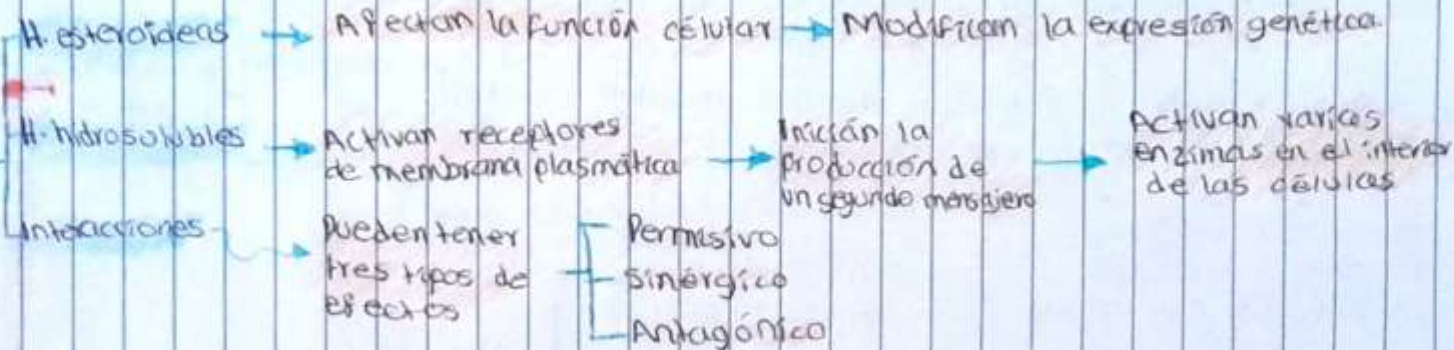 H. esteroideas → Afectan la función célular → Modifican la expresión genética.
H. hidrosolubles → Activan receptores
de membrana plasmática →
Inician la
producción de
un segundo mensajero →
Activan varias
enzimas en el interior
de las células
Interacciones →
Pueden tener
tres tipos de
efectos
Permisivo
Sinérgico
Antagónico